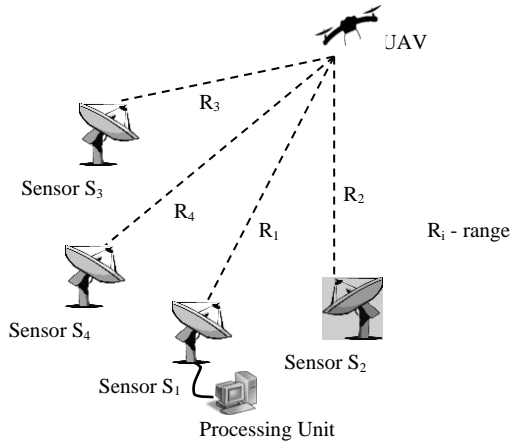 UAV
R₃
Sensor S₃
R₂
R₄
R₁
Rᵢ - range
Sensor S₄
Sensor S₂
Sensor S₁
Processing Unit